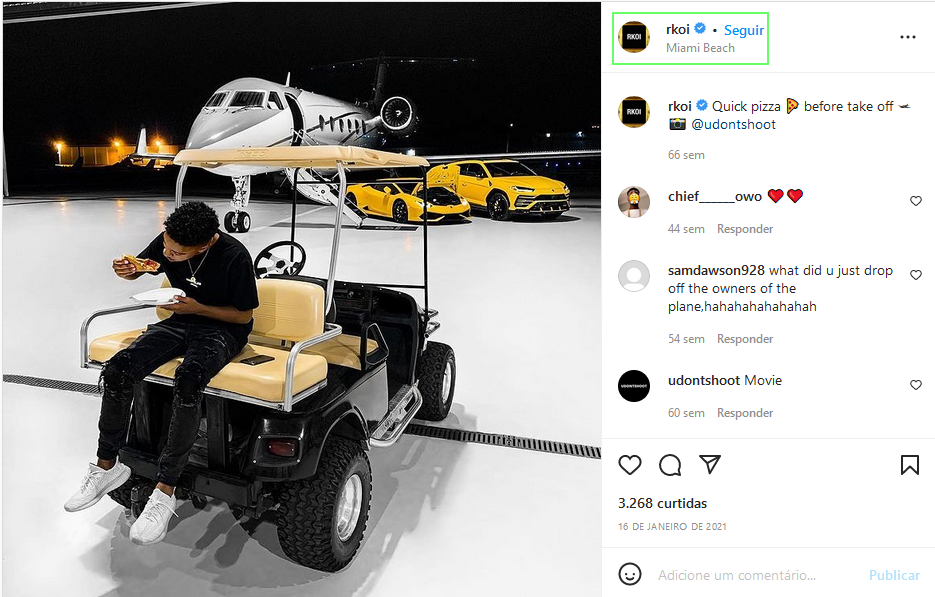 RKOI
rkoi • Seguir
Miami Beach
RKOI
rkoi Quick pizza 🍕 before take off 🛫
📸 @udontshoot
66 sem
chief______owo ❤️❤️
44 sem Responder
samdawson928 what did u just drop
off the owners of the
plane,hahahahahahahah
54 sem Responder
UDONTSHOOT
udontshoot Movie
60 sem Responder
3.268 curtidas
16 DE JANEIRO DE 2021
Adicione um comentário... Publicar